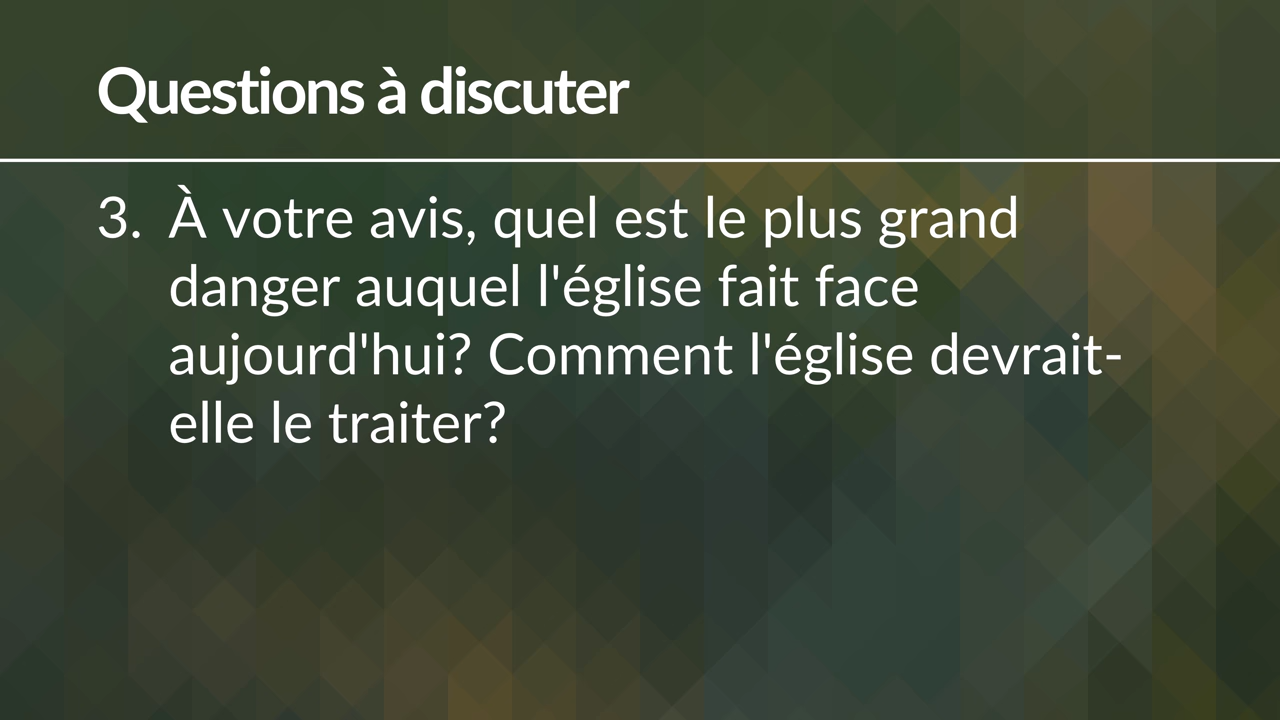 Questions à discuter
3. À votre avis, quel est le plus grand
danger auquel l'église fait face
aujourd'hui? Comment l'église devrait-
elle le traiter?